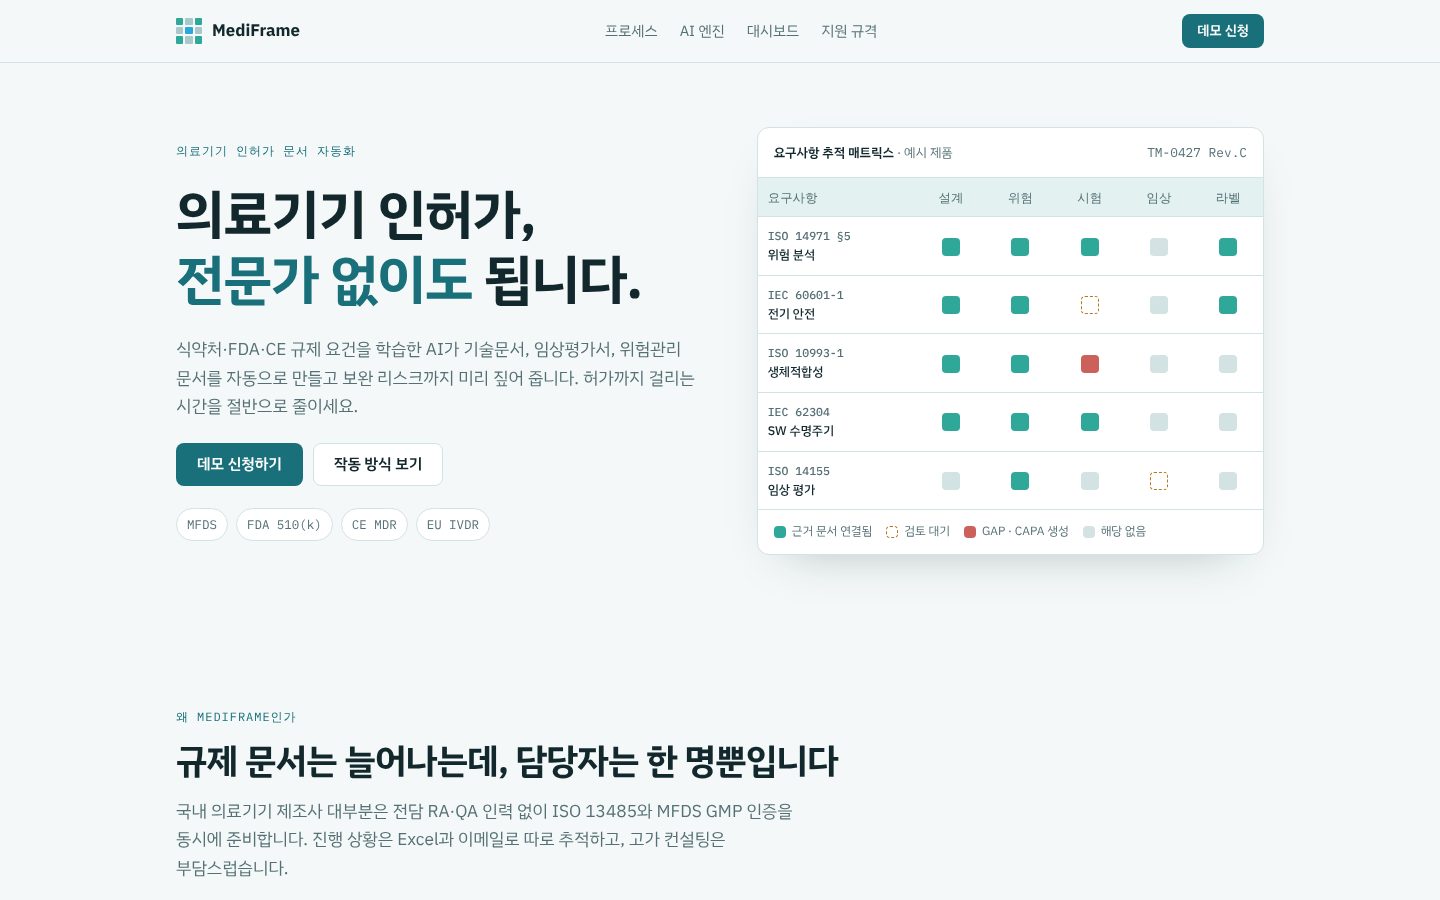 MediFrame
프로세스 AI 엔진 대시보드 지원 규격
데모 신청
의료기기 인허가 문서 자동화
의료기기 인허가,
전문가 없이도 됩니다.
식약처·FDA·CE 규제 요건을 학습한 AI가 기술문서, 임상평가서, 위험관리
문서를 자동으로 만들고 보완 리스크까지 미리 짚어 줍니다. 허가까지 걸리는
시간을 절반으로 줄이세요.
데모 신청하기 작동 방식 보기
MFDS FDA 510(k) CE MDR EU IVDR
요구사항 추적 매트릭스 · 예시 제품 TM-0427 Rev.C
요구사항 설계 위험 시험 임상 라벨
ISO 14971 §5
위험 분석
IEC 60601-1
전기 안전
ISO 10993-1
생체적합성
IEC 62304
SW 수명주기
ISO 14155
임상 평가
근거 문서 연결됨 검토 대기 GAP · CAPA 생성 해당 없음
왜 MEDIFRAME인가
규제 문서는 늘어나는데, 담당자는 한 명뿐입니다
국내 의료기기 제조사 대부분은 전담 RA·QA 인력 없이 ISO 13485와 MFDS GMP 인증을
동시에 준비합니다. 진행 상황은 Excel과 이메일로 따로 추적하고, 고가 컨설팅은
부담스럽습니다.